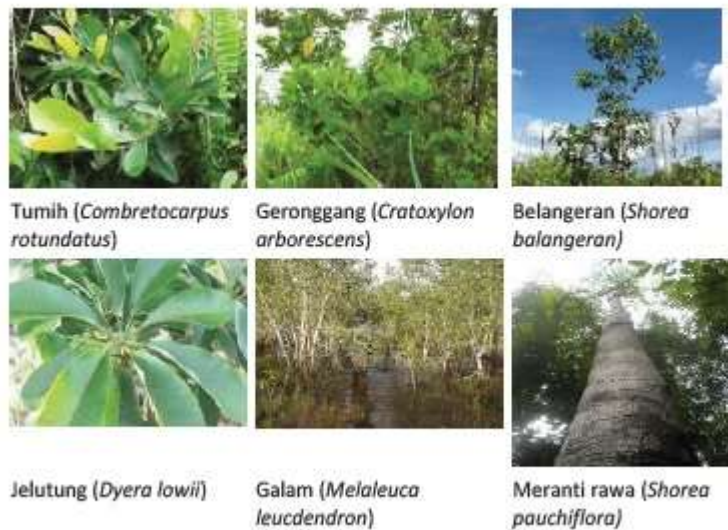 Tumih (Combretocarpus
rotundatus)
Geronggang (Cratoxylon
arborescens)
Belangeran (Shorea
balangeran)
Jelutung (Dyera lowii)
Galam (Melaleuca
leucdendron)
Meranti rawa (Shorea
pauchiflora)